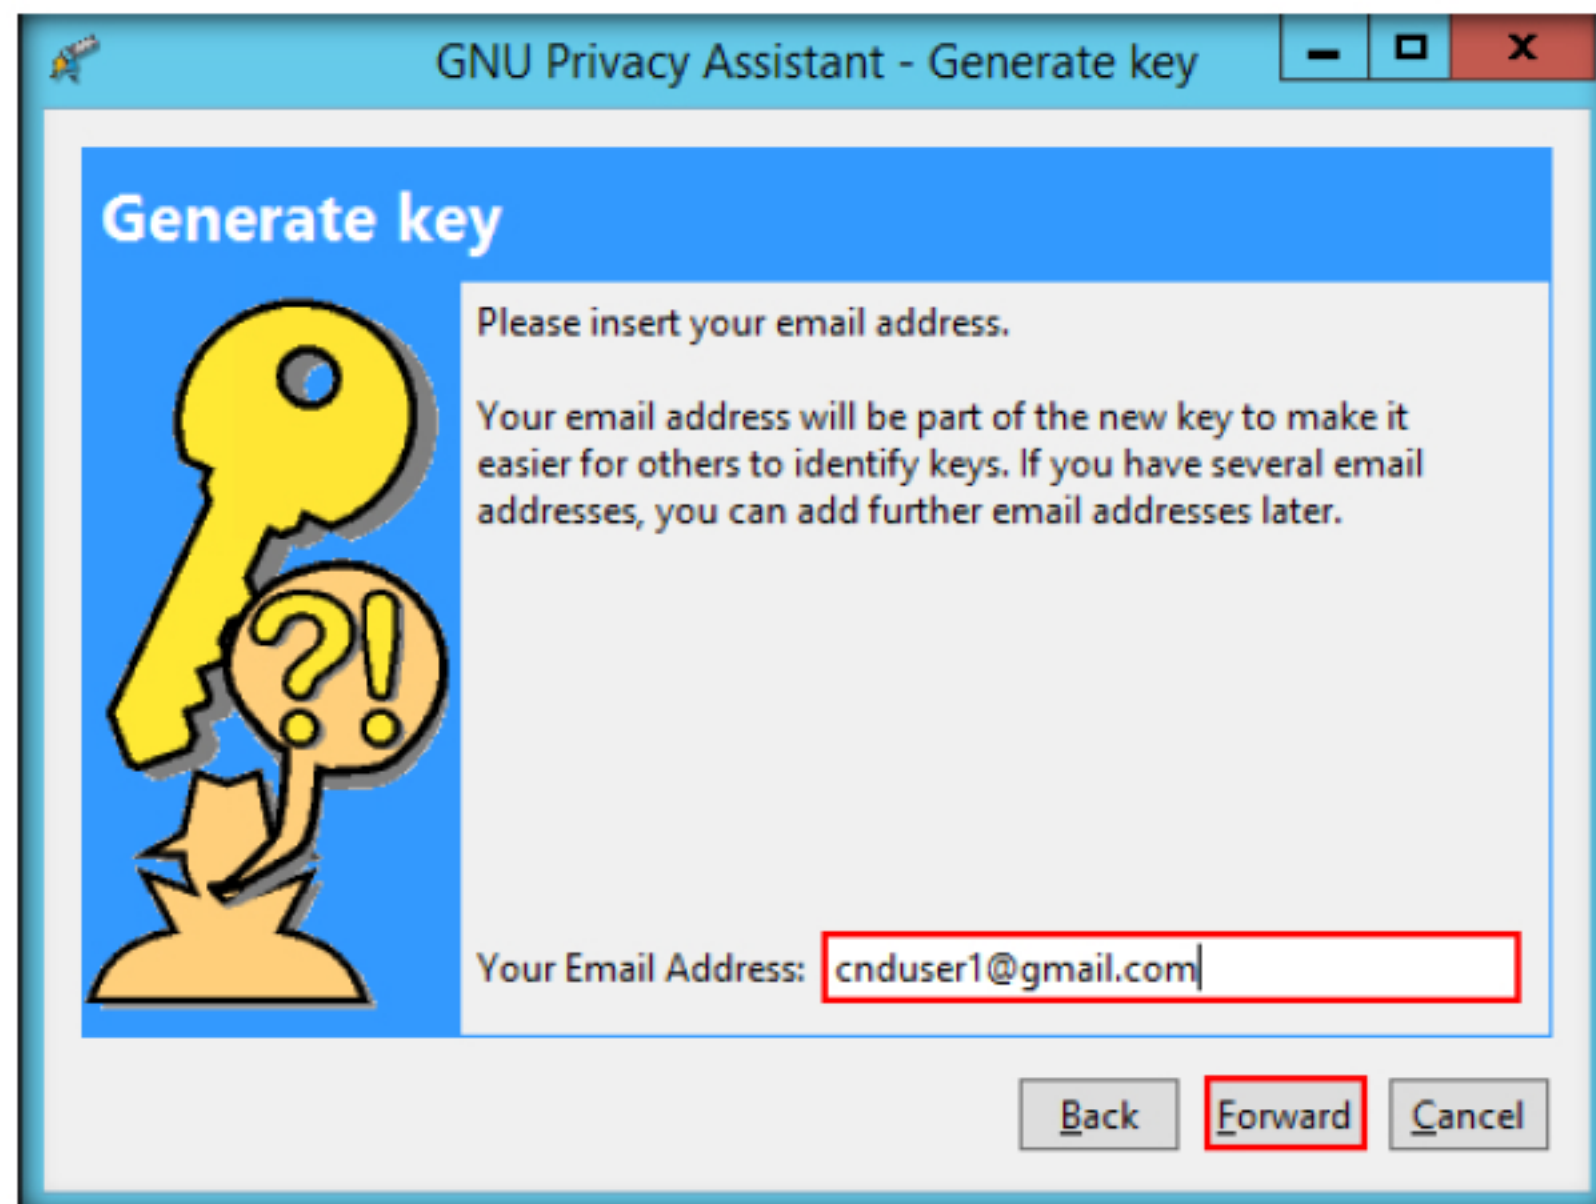 GNU Privacy Assistant - Generate key
Generate key
Please insert your email address.
Your email address will be part of the new key to make it
easier for others to identify keys. If you have several email
addresses, you can add further email addresses later.
?!
Your Email Address: cnduser1@gmail.com
Back Forward Cancel